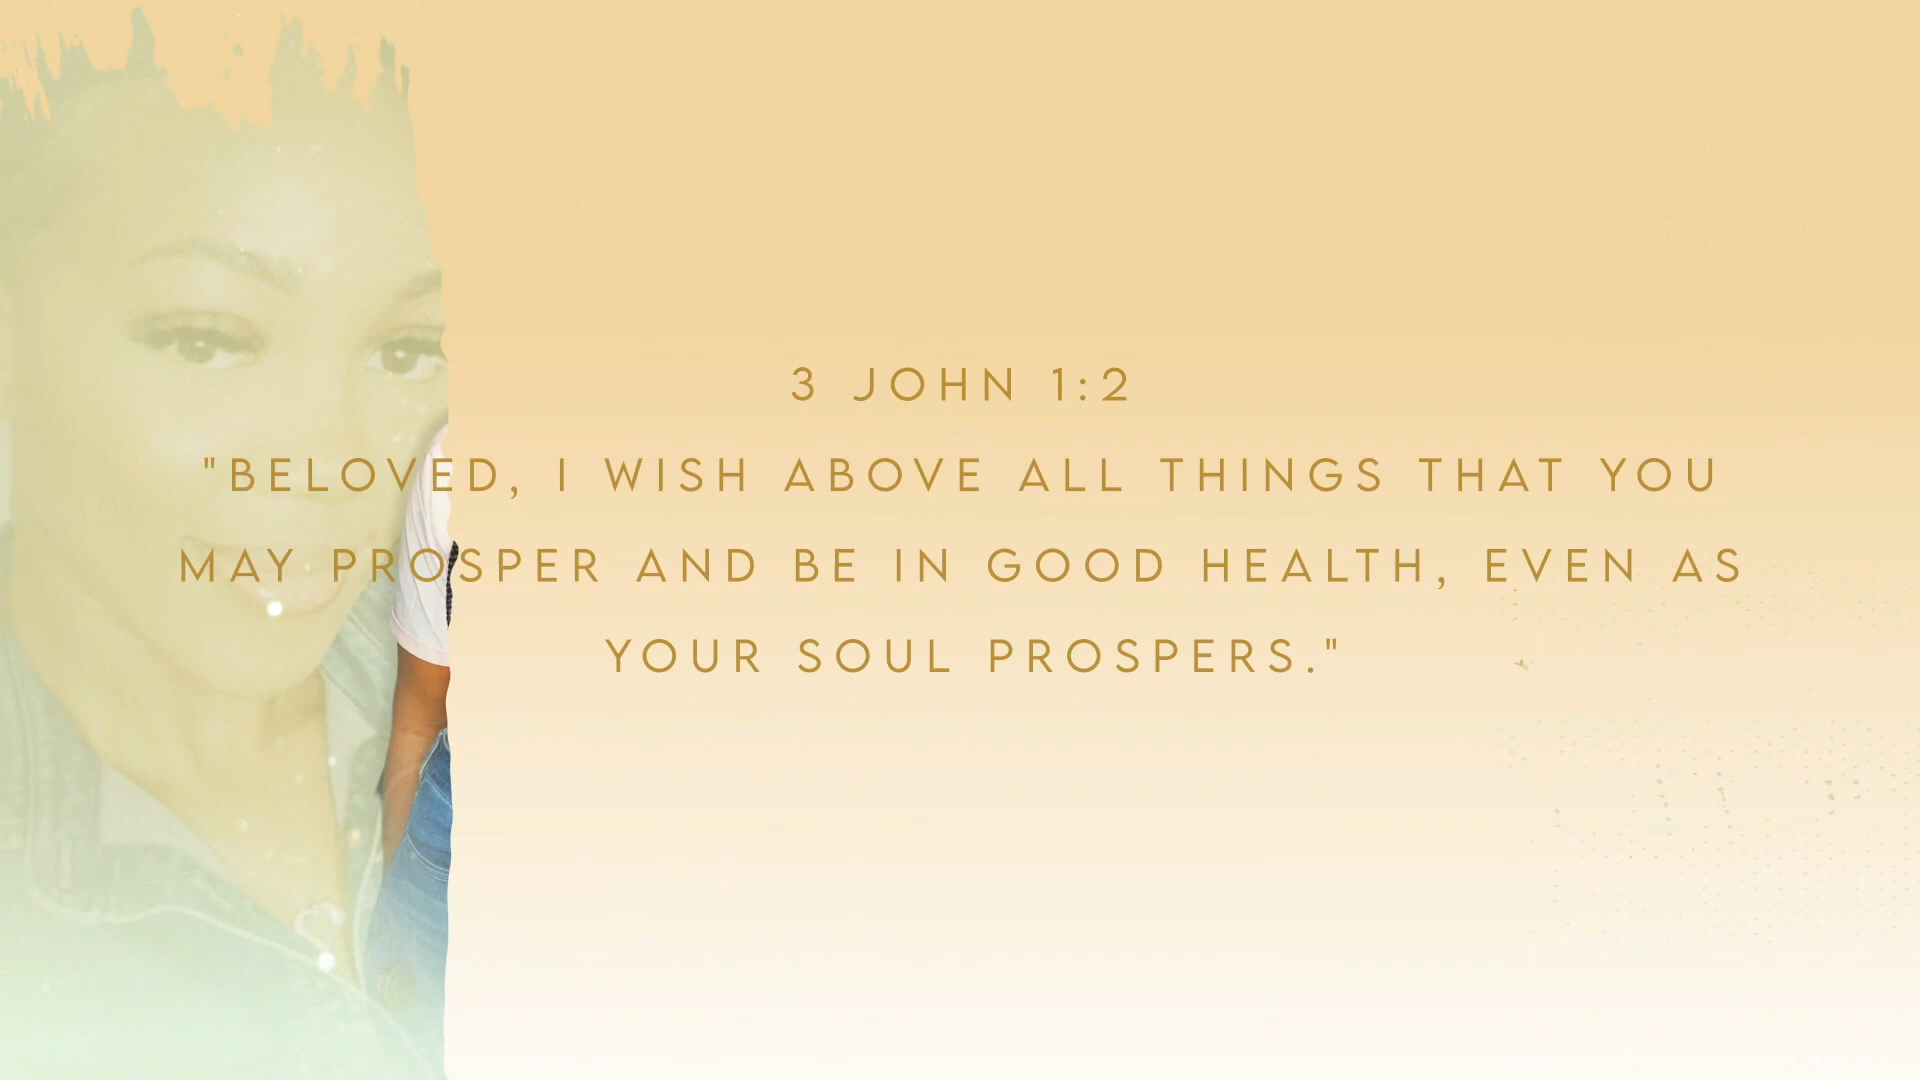 3 JOHN 1:2
"BELOVED, I WISH ABOVE ALL THINGS THAT YOU
MAY PROSPER AND BE IN GOOD HEALTH, EVEN AS
YOUR SOUL PROSPERS."